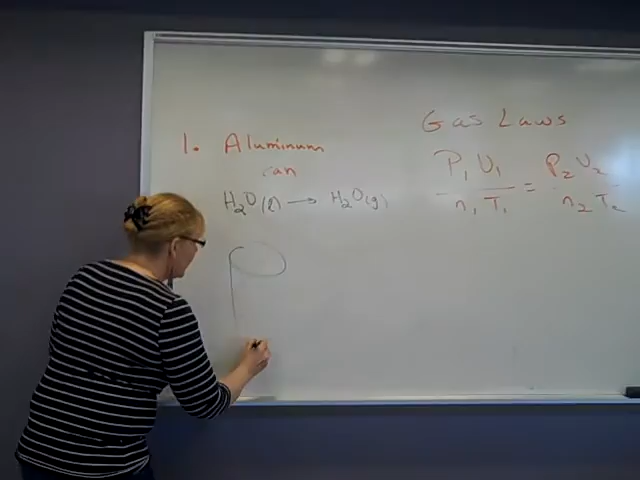 Gas Laws
1. Aluminum
can
H₂O(l) → H₂O(g)
P₁V₁ / n₁T₁ = P₂V₂ / n₂T₂